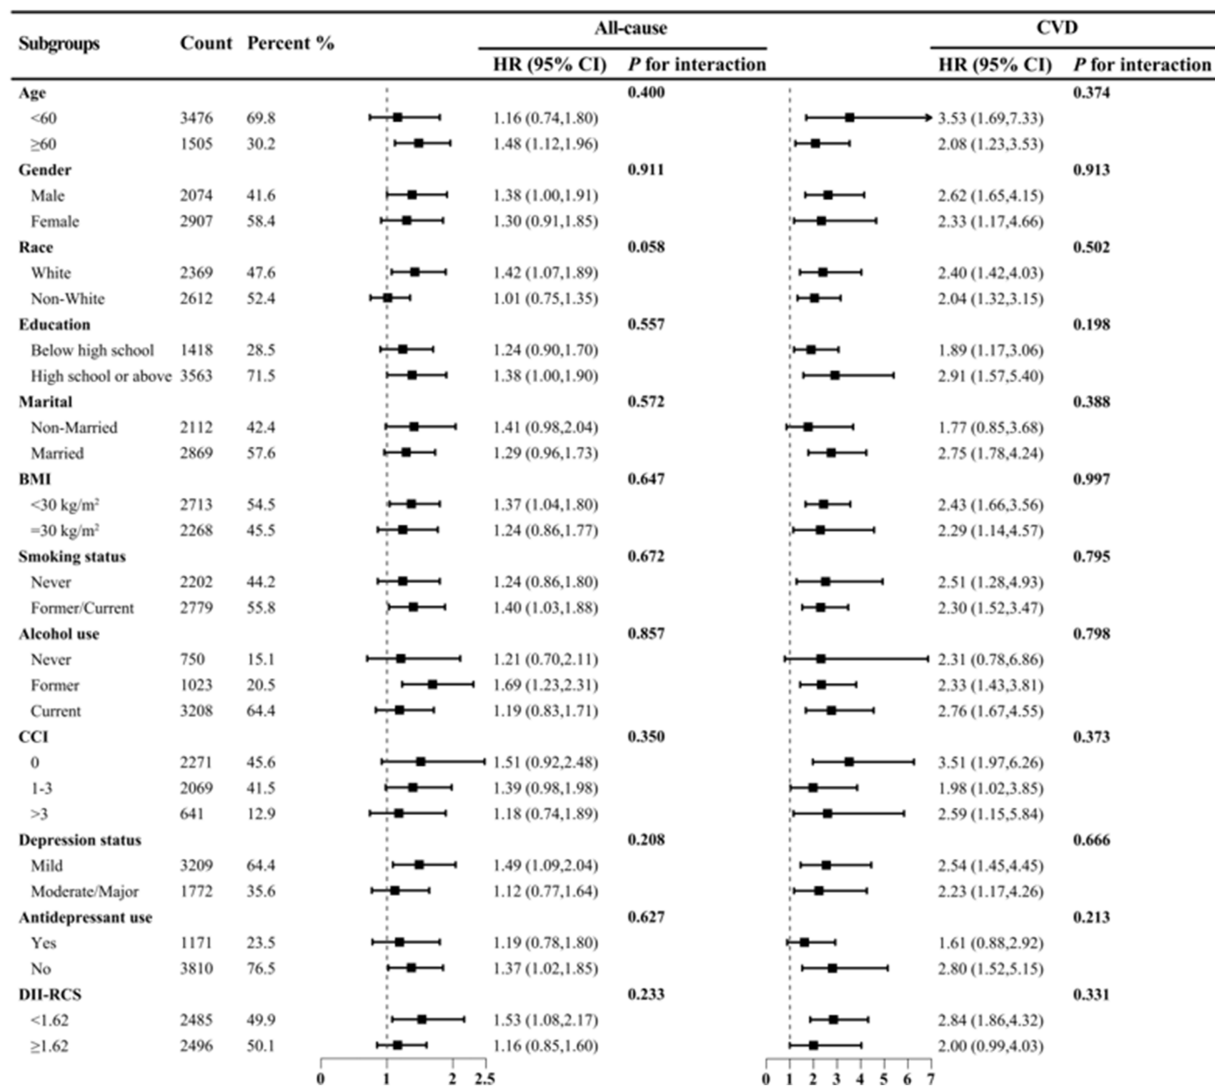 All-cause CVD
Subgroups Count Percent %
HR (95% CI) P for interaction HR (95% CI) P for interaction
Age 0.400 0.374
<60 3476 69.8 1.16 (0.74,1.80) 3.53 (1.69,7.33)
≥60 1505 30.2 1.48 (1.12,1.96) 2.08 (1.23,3.53)
Gender 0.911 0.913
Male 2074 41.6 1.38 (1.00,1.91) 2.62 (1.65,4.15)
Female 2907 58.4 1.30 (0.91,1.85) 2.33 (1.17,4.66)
Race 0.058 0.502
White 2369 47.6 1.42 (1.07,1.89) 2.40 (1.42,4.03)
Non-White 2612 52.4 1.01 (0.75,1.35) 2.04 (1.32,3.15)
Education 0.557 0.198
Below high school 1418 28.5 1.24 (0.90,1.70) 1.89 (1.17,3.06)
High school or above 3563 71.5 1.38 (1.00,1.90) 2.91 (1.57,5.40)
Marital 0.572 0.388
Non-Married 2112 42.4 1.41 (0.98,2.04) 1.77 (0.85,3.68)
Married 2869 57.6 1.29 (0.96,1.73) 2.75 (1.78,4.24)
BMI 0.647 0.997
<30 kg/m² 2713 54.5 1.37 (1.04,1.80) 2.43 (1.66,3.56)
=30 kg/m² 2268 45.5 1.24 (0.86,1.77) 2.29 (1.14,4.57)
Smoking status 0.672 0.795
Never 2202 44.2 1.24 (0.86,1.80) 2.51 (1.28,4.93)
Former/Current 2779 55.8 1.40 (1.03,1.88) 2.30 (1.52,3.47)
Alcohol use 0.857 0.798
Never 750 15.1 1.21 (0.70,2.11) 2.31 (0.78,6.86)
Former 1023 20.5 1.69 (1.23,2.31) 2.33 (1.43,3.81)
Current 3208 64.4 1.19 (0.83,1.71) 2.76 (1.67,4.55)
CCI 0.350 0.373
0 2271 45.6 1.51 (0.92,2.48) 3.51 (1.97,6.26)
1-3 2069 41.5 1.39 (0.98,1.98) 1.98 (1.02,3.85)
>3 641 12.9 1.18 (0.74,1.89) 2.59 (1.15,5.84)
Depression status 0.208 0.666
Mild 3209 64.4 1.49 (1.09,2.04) 2.54 (1.45,4.45)
Moderate/Major 1772 35.6 1.12 (0.77,1.64) 2.23 (1.17,4.26)
Antidepressant use 0.627 0.213
Yes 1171 23.5 1.19 (0.78,1.80) 1.61 (0.88,2.92)
No 3810 76.5 1.37 (1.02,1.85) 2.80 (1.52,5.15)
DII-RCS 0.233 0.331
<1.62 2485 49.9 1.53 (1.08,2.17) 2.84 (1.86,4.32)
≥1.62 2496 50.1 1.16 (0.85,1.60) 2.00 (0.99,4.03)
0 1 2 2.5 0 1 2 3 4 5 6 7